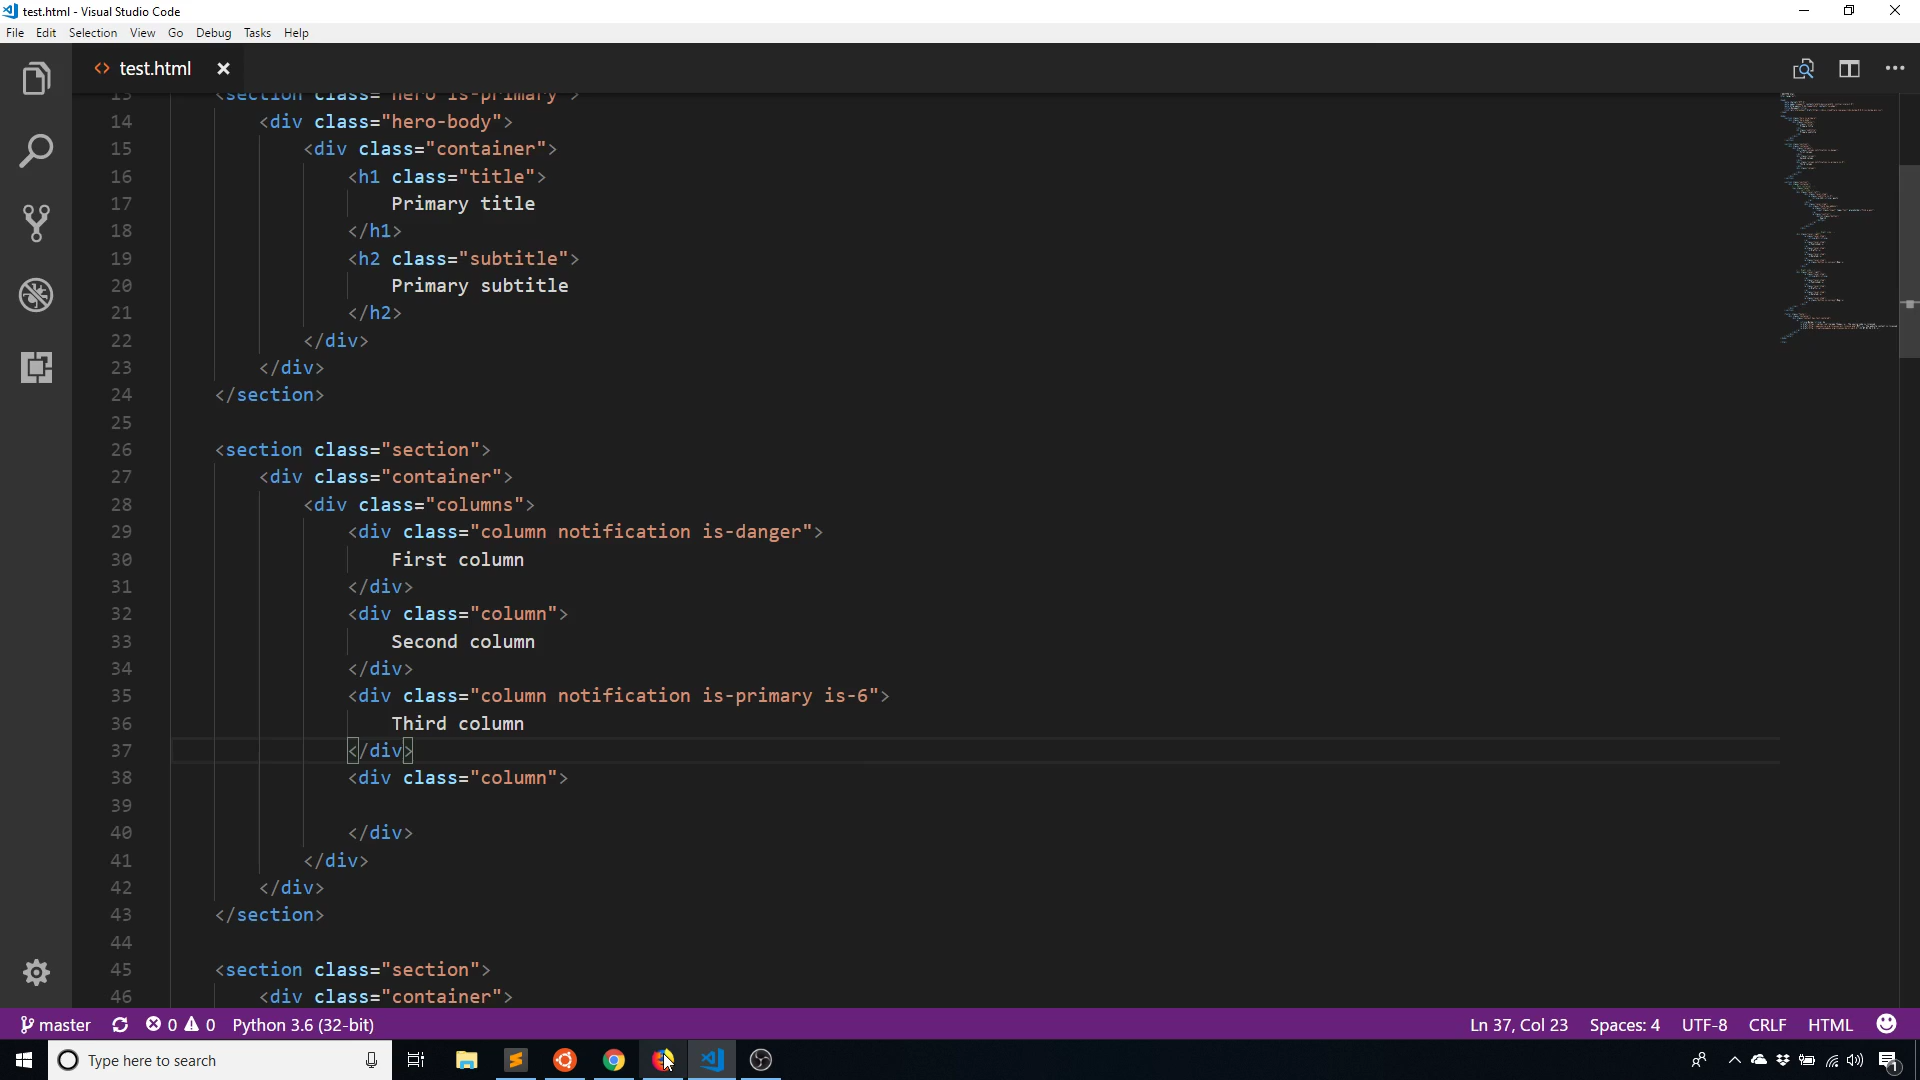 test.html - Visual Studio Code
File Edit Selection View Go Debug Tasks Help
<> test.html
13 <section class="hero is-primary">
14 <div class="hero-body">
15 <div class="container">
16 <h1 class="title">
17 Primary title
18 </h1>
19 <h2 class="subtitle">
20 Primary subtitle
21 </h2>
22 </div>
23 </div>
24 </section>
25
26 <section class="section">
27 <div class="container">
28 <div class="columns">
29 <div class="column notification is-danger">
30 First column
31 </div>
32 <div class="column">
33 Second column
34 </div>
35 <div class="column notification is-primary is-6">
36 Third column
37 </div>
38 <div class="column">
39
40 </div>
41 </div>
42 </div>
43 </section>
44
45 <section class="section">
46 <div class="container">
master 0 0 Python 3.6 (32-bit) Ln 37, Col 23 Spaces: 4 UTF-8 CRLF HTML
Type here to search 1